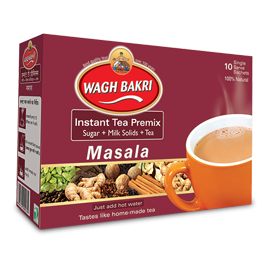 WAGH BAKRI
Instant Tea Premix
Sugar + Milk Solids + Tea
Masala
10
Single
Serve
Sachets
100% Natural
Just add hot water
Tastes like home-made tea